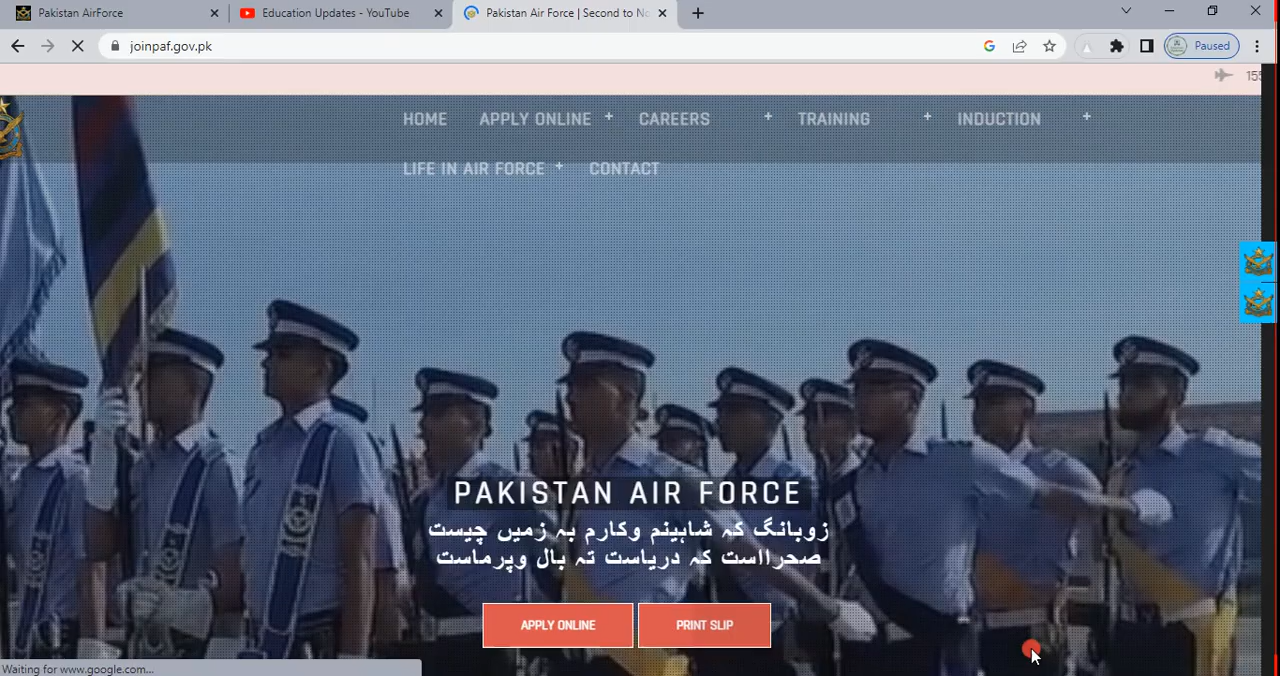 Pakistan AirForce
Education Updates - YouTube
Pakistan Air Force | Second to No
joinpaf.gov.pk
Paused
155
HOME
APPLY ONLINE +
CAREERS +
TRAINING +
INDUCTION +
LIFE IN AIR FORCE +
CONTACT
PAKISTAN AIR FORCE
زوبانگ کہ شاہینم وکارم بہ زمیں چیست
صحرااست کہ دریاست تہ بال وپرماست
APPLY ONLINE
PRINT SLIP
Waiting for www.google.com...